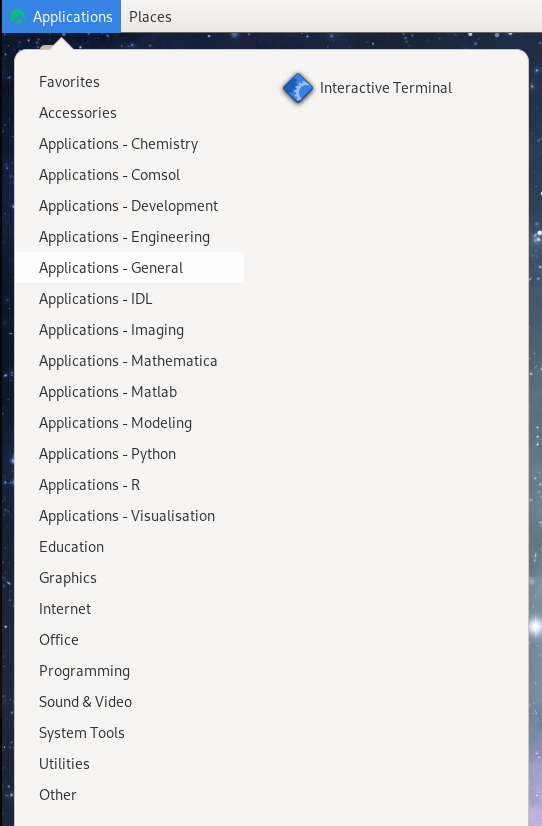 Applications Places
Favorites
Interactive Terminal
Accessories
Applications - Chemistry
Applications - Comsol
Applications - Development
Applications - Engineering
Applications - General
Applications - IDL
Applications - Imaging
Applications - Mathematica
Applications - Matlab
Applications - Modeling
Applications - Python
Applications - R
Applications - Visualisation
Education
Graphics
Internet
Office
Programming
Sound & Video
System Tools
Utilities
Other